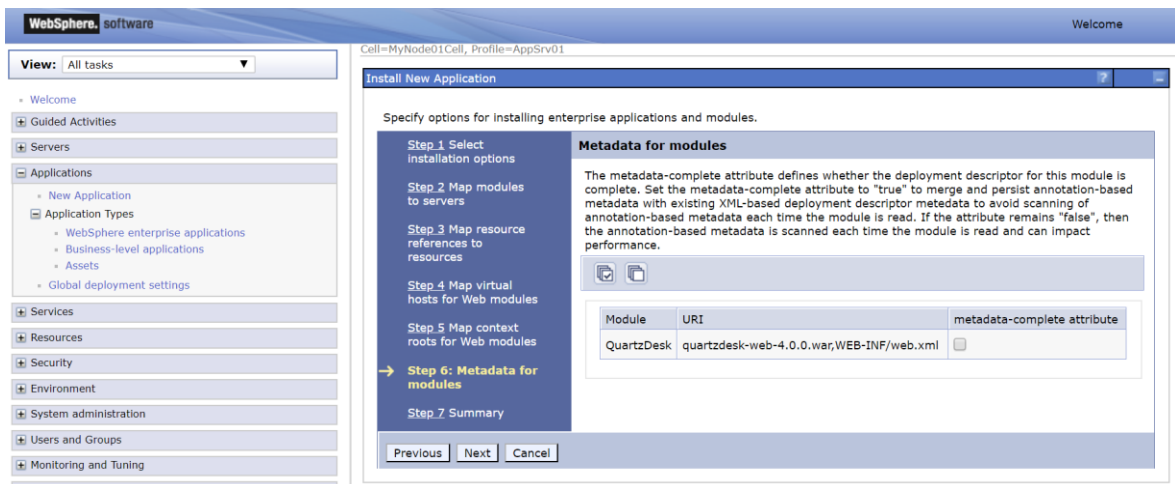 WebSphere. software
Welcome
View: All tasks
Welcome
Guided Activities
Servers
Applications
New Application
Application Types
WebSphere enterprise applications
Business-level applications
Assets
Global deployment settings
Services
Resources
Security
Environment
System administration
Users and Groups
Monitoring and Tuning
Cell=MyNode01Cell, Profile=AppSrv01
Install New Application
?
Specify options for installing enterprise applications and modules.
Step 1 Select
installation options
Step 2 Map modules
to servers
Step 3 Map resource
references to
resources
Step 4 Map virtual
hosts for Web modules
Step 5 Map context
roots for Web modules
Step 6: Metadata for
modules
Step 7 Summary
Metadata for modules
The metadata-complete attribute defines whether the deployment descriptor for this module is
complete. Set the metadata-complete attribute to "true" to merge and persist annotation-based
metadata with existing XML-based deployment descriptor metedata to avoid scanning of
annotation-based metadata each time the module is read. If the attribute remains "false", then
the annotation-based metadata is scanned each time the module is read and can impact
performance.
Module URI metadata-complete attribute
QuartzDesk quartzdesk-web-4.0.0.war,WEB-INF/web.xml
Previous Next Cancel